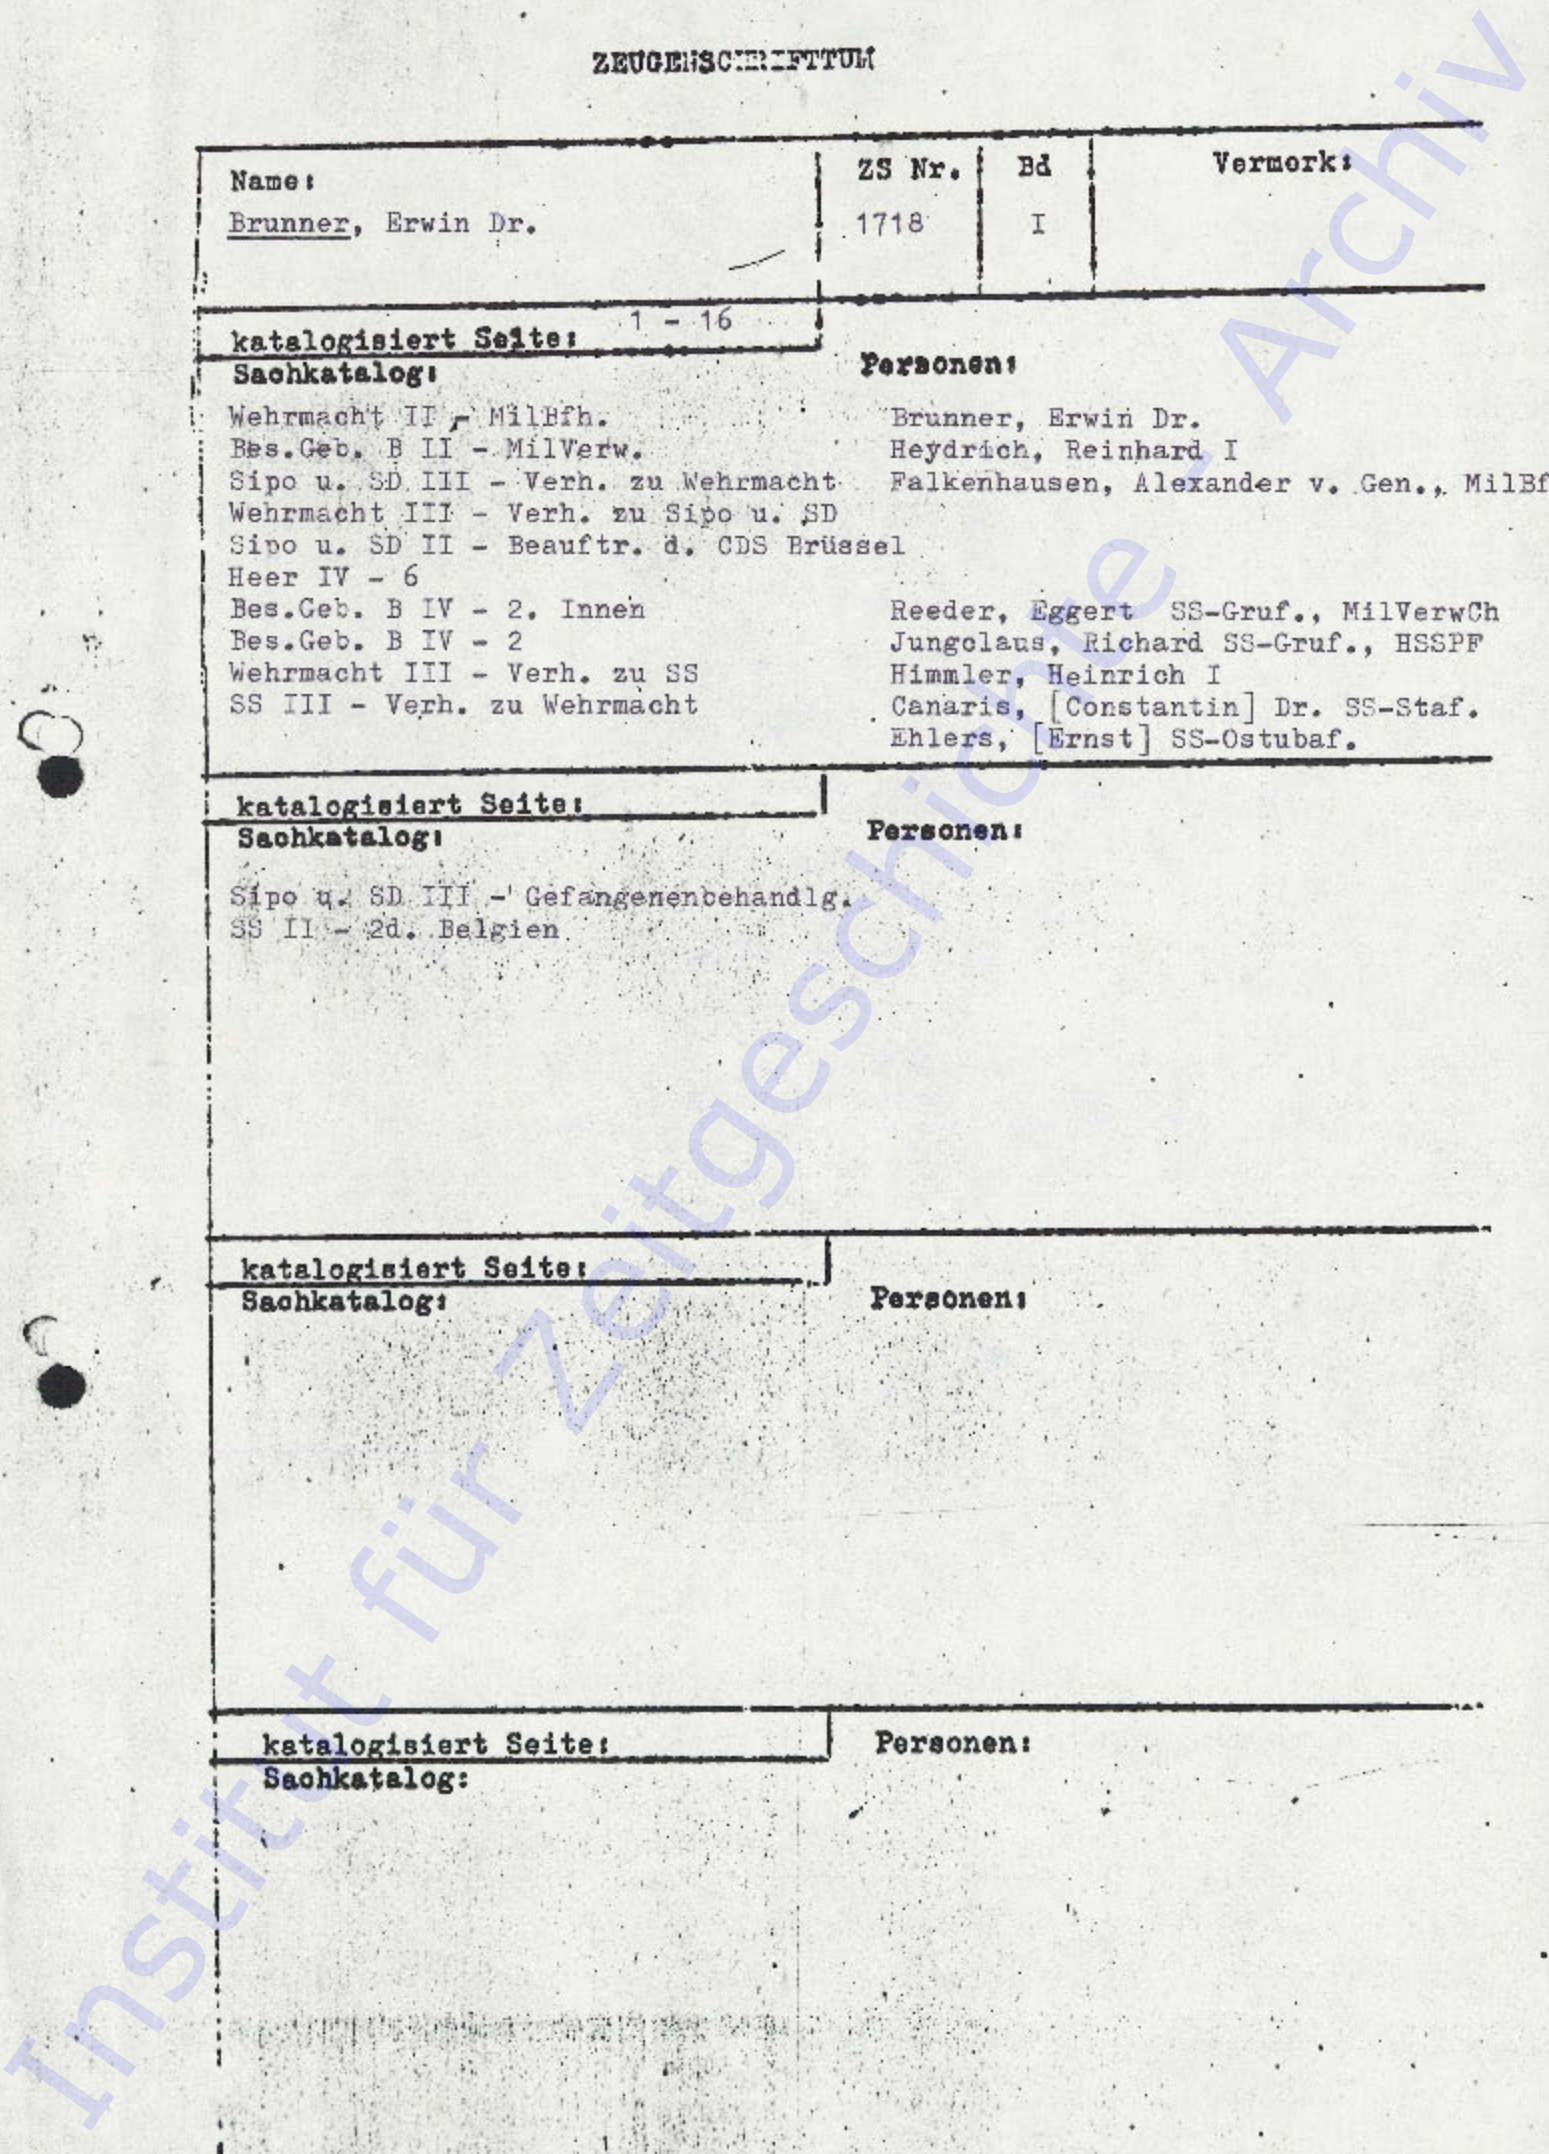 ZEUGENSCHRIFTTUM
Name: ZS Nr. Bd Vermerk:
Brunner, Erwin Dr. 1718 I
katalogisiert Seite: 1 - 16
Sachkatalog: Personen:
Wehrmacht II - MilBfh. Brunner, Erwin Dr.
Bes.Geb. B II - MilVerw. Heydrich, Reinhard I
Sipo u. SD III - Verh. zu Wehrmacht Falkenhausen, Alexander v. Gen., MilBf
Wehrmacht III - Verh. zu Sipo u. SD
Sipo u. SD II - Beauftr. d. CDS Brüssel
Heer IV - 6
Bes.Geb. B IV - 2. Innen Reeder, Eggert SS-Gruf., MilVerwCh
Bes.Geb. B IV - 2 Jungclaus, Richard SS-Gruf., HSSPF
Wehrmacht III - Verh. zu SS Himmler, Heinrich I
SS III - Verh. zu Wehrmacht Canaris, [Constantin] Dr. SS-Staf.
Ehlers, [Ernst] SS-Ostubaf.
katalogisiert Seite:
Sachkatalog: Personen:
Sipo u. SD III - Gefangenenbehandlg.
SS II - 2d. Belgien
katalogisiert Seite:
Sachkatalog: Personen:
katalogisiert Seite: Personen:
Sachkatalog:
Institut für Zeitgeschichte - Archiv